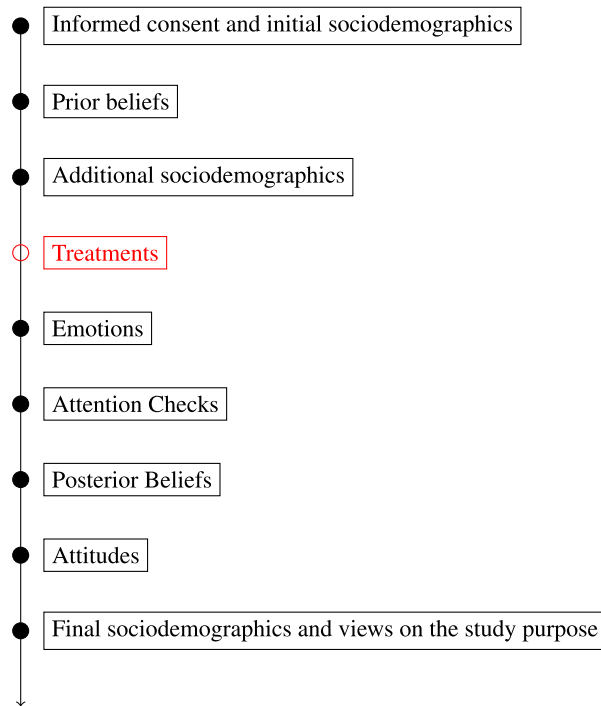 Informed consent and initial sociodemographics
Prior beliefs
Additional sociodemographics
Treatments
Emotions
Attention Checks
Posterior Beliefs
Attitudes
Final sociodemographics and views on the study purpose